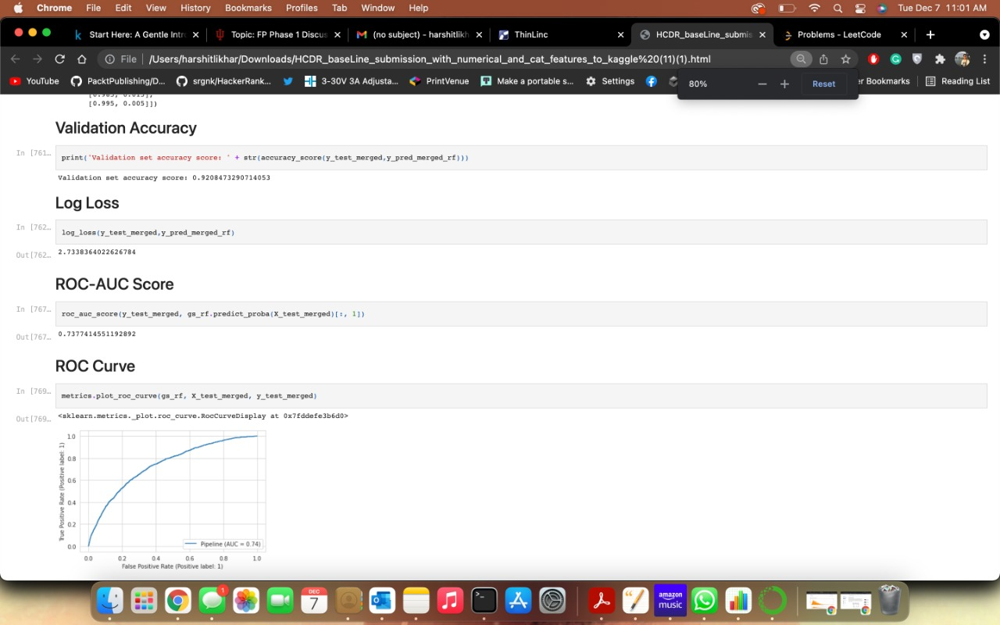 Chrome File Edit View History Bookmarks Profiles Tab Window Help Tue Dec 7 11:01 AM
Start Here: A Gentle Intr Topic: FP Phase 1 Discus (no subject) - harshitlikh ThinLinc HCDR_baseLine_submis Problems - LeetCode
File /Users/harshitlikhar/Downloads/HCDR_baseLine_submission_with_numerical_and_cat_features_to_kaggle%20(11)(1).html
YouTube PacktPublishing/D... srgnk/HackerRank... 3-30V 3A Adjusta... PrintVenue Make a portable s... Settings er Bookmarks Reading List
80% Reset
[0.995, 0.005]])
Validation Accuracy
In [761…
print('Validation set accuracy score: ' + str(accuracy_score(y_test_merged,y_pred_merged_rf)))
Validation set accuracy score: 0.9208473290714053
Log Loss
In [762…
log_loss(y_test_merged,y_pred_merged_rf)
Out[762…
2.7338364022626784
ROC-AUC Score
In [767…
roc_auc_score(y_test_merged, gs_rf.predict_proba(X_test_merged)[:, 1])
Out[767…
0.7377414551192892
ROC Curve
In [769…
metrics.plot_roc_curve(gs_rf, X_test_merged, y_test_merged)
Out[769…
<sklearn.metrics._plot.roc_curve.RocCurveDisplay at 0x7fddefe3b6d0>
True Positive Rate (Positive label: 1)
1.0
0.8
0.6
0.4
0.2
0.0
Pipeline (AUC = 0.74)
0.0 0.2 0.4 0.6 0.8 1.0
False Positive Rate (Positive label: 1)
1
DEC
7
amazon
music